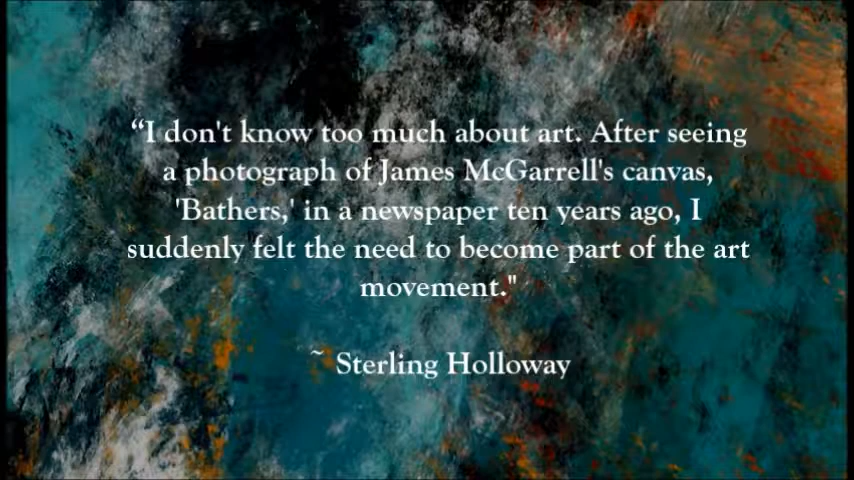 “I don't know too much about art. After seeing
a photograph of James McGarrell's canvas,
'Bathers,' in a newspaper ten years ago, I
suddenly felt the need to become part of the art
movement."
~ Sterling Holloway